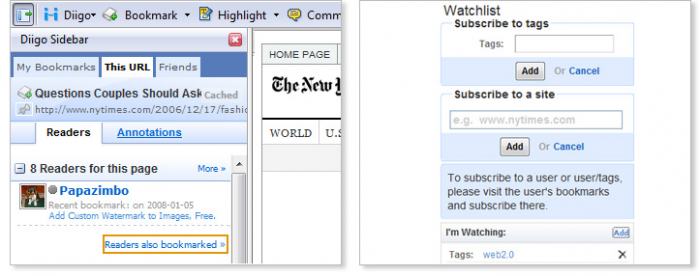 Diigo Bookmark Highlight Comm
Diigo Sidebar
My Bookmarks This URL Friends
Questions Couples Should Ask Cached
http://www.nytimes.com/2006/12/17/fashio
Readers Annotations
8 Readers for this page More »
Papazimbo
Recent bookmark: on 2008-01-05
Add Custom Watermark to Images, Free.
Readers also bookmarked »
HOME PAGE
The New
WORLD U.S
Watchlist
Subscribe to tags
Tags:
Add Or Cancel
Subscribe to a site
e.g. www.nytimes.com
Add Or Cancel
To subscribe to a user or user/tags,
please visit the user's bookmarks
and subscribe there.
I'm Watching: Add
Tags: web2.0